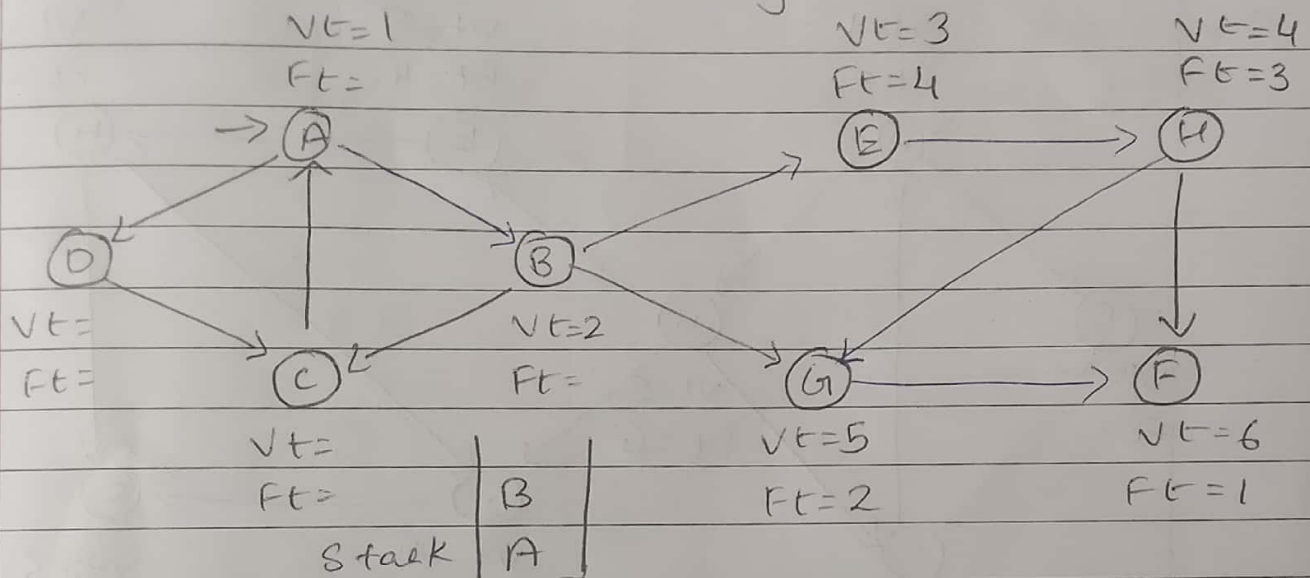 Vt=1 Vt=3 Vt=4
Ft= Ft=4 Ft=3
A E H
D B
Vt= Vt=2
Ft= C Ft= G F
Vt= Vt=5 Vt=6
Ft= B Ft=2 Ft=1
Stack A